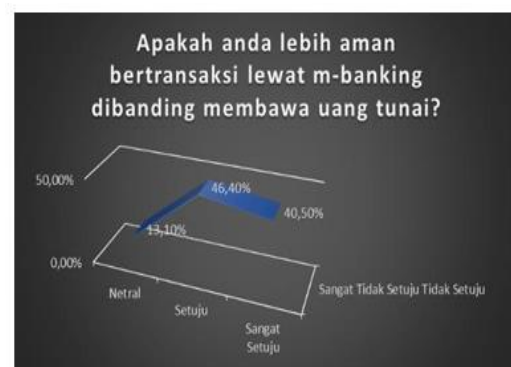 Apakah anda lebih aman
bertransaksi lewat m-banking
dibanding membawa uang tunai?
50,00%
46,40%
40,50%
13,10%
0,00%
Netral
Setuju
Sangat
Setuju
Sangat Tidak Setuju Tidak Setuju